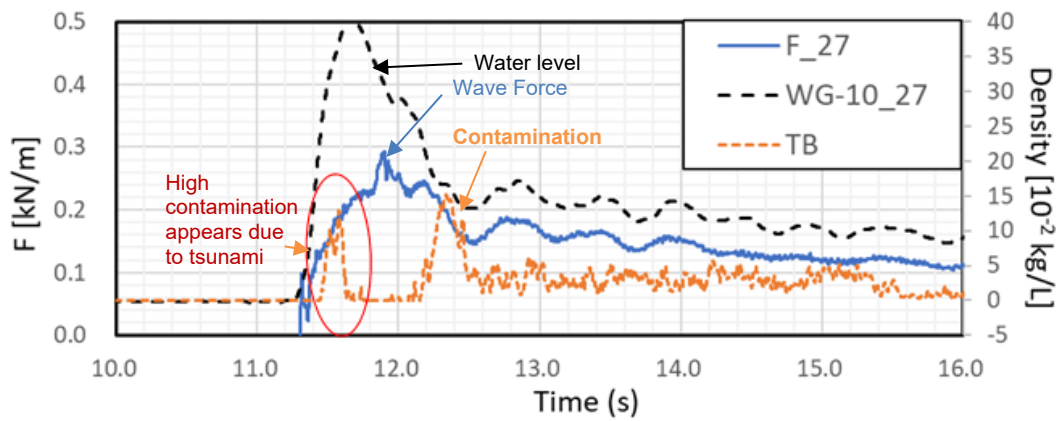 0.5
0.4
0.3
0.2
0.1
0.0
F [kN/m]
40
35
30
25
20
15
10
5
0
-5
Density [10⁻² kg/L]
F_27
WG-10_27
TB
Water level
Wave Force
Contamination
High
contamination
appears due
to tsunami
10.0 11.0 12.0 13.0 14.0 15.0 16.0
Time (s)